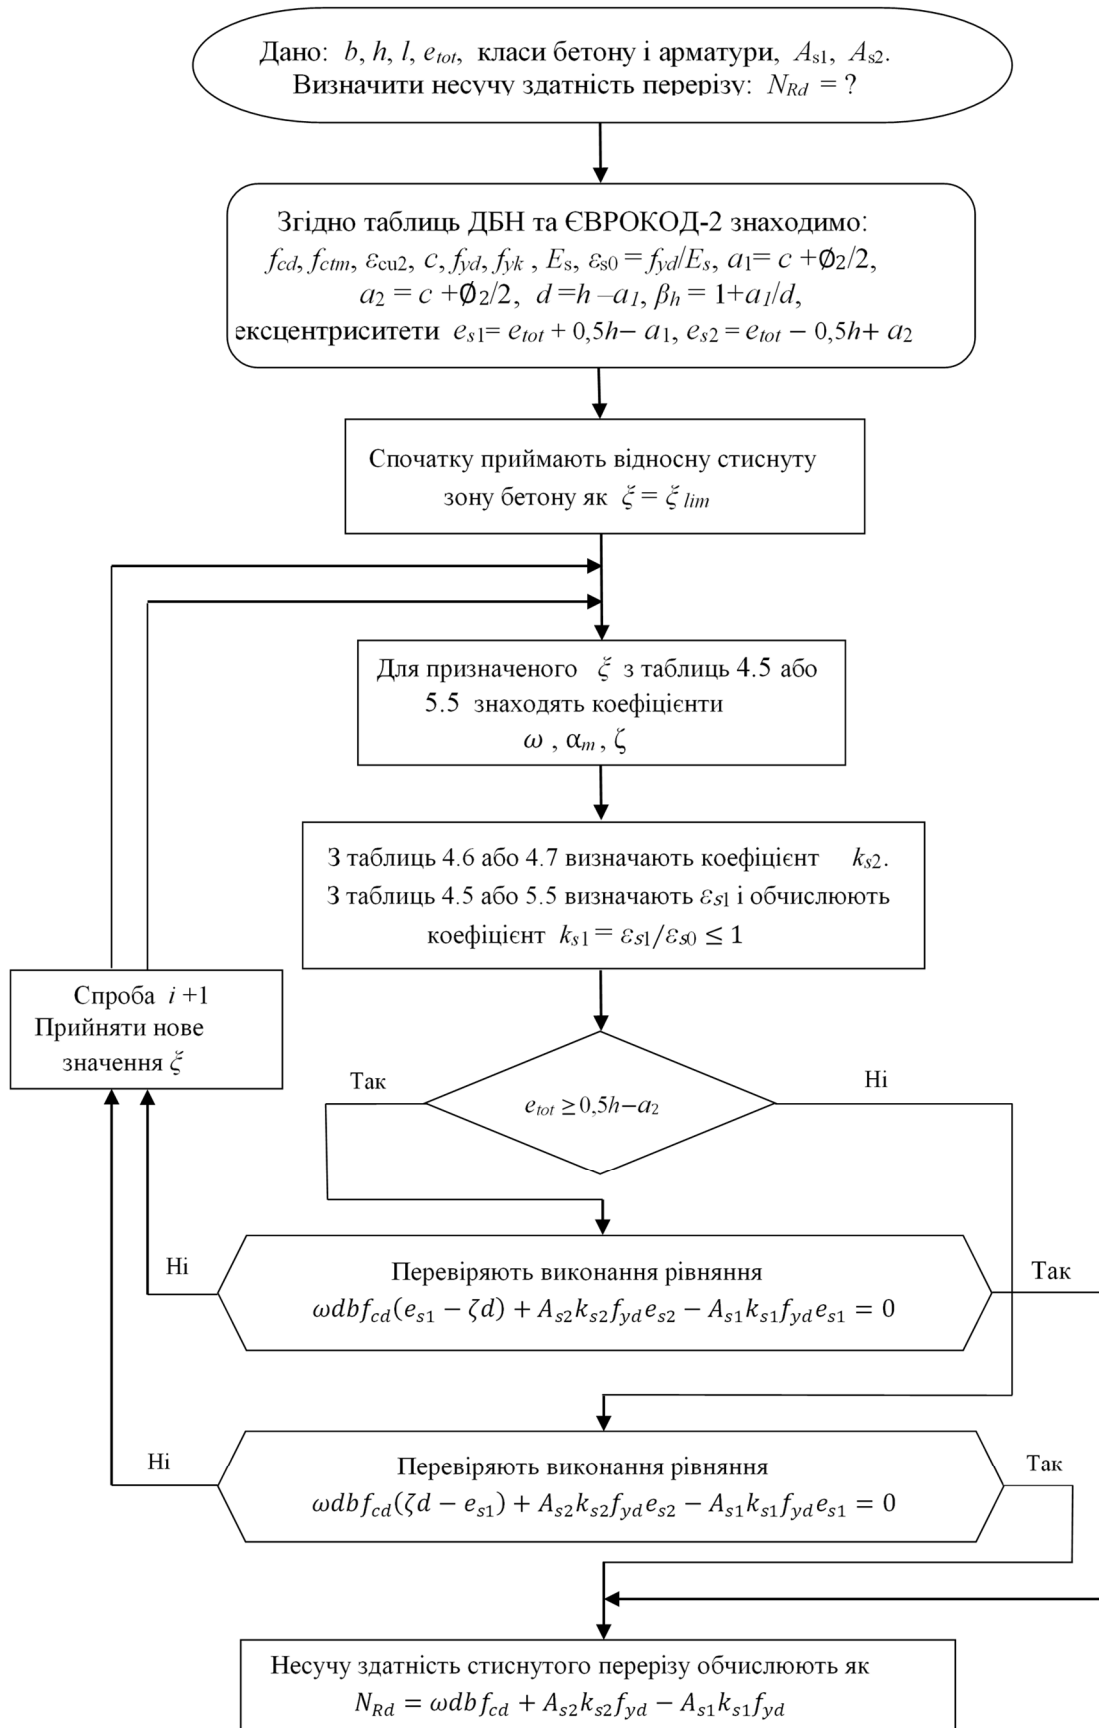 Дано: b, h, l, e_tot, класи бетону і арматури, A_s1, A_s2.
Визначити несучу здатність перерізу: N_Rd = ?
Згідно таблиць ДБН та ЄВРОКОД-2 знаходимо:
f_cd, f_ctm, ε_cu2, c, f_yd, f_yk , E_s, ε_s0 = f_yd/E_s, a_1= c +∅_2/2,
a_2 = c +∅_2/2, d =h –a_1, β_h = 1+a_1/d,
ексцентриситети e_s1= e_tot + 0,5h− a_1, e_s2 = e_tot − 0,5h+ a_2
Спочатку приймають відносну стиснуту
зону бетону як ξ = ξ_lim
Для призначеного ξ з таблиць 4.5 або
5.5 знаходять коефіцієнти
ω , α_m , ζ
З таблиць 4.6 або 4.7 визначають коефіцієнт k_s2.
З таблиць 4.5 або 5.5 визначають ε_s1 і обчислюють
коефіцієнт k_s1 = ε_s1/ε_s0 ≤ 1
Спроба i +1
Прийняти нове
значення ξ
Так
Ні
e_tot ≥ 0,5h−a_2
Ні
Перевіряють виконання рівняння
ωdbf_cd(e_s1 − ζd) + A_s2k_s2f_yde_s2 − A_s1k_s1f_yde_s1 = 0
Так
Ні
Перевіряють виконання рівняння
ωdbf_cd(ζd − e_s1) + A_s2k_s2f_yde_s2 − A_s1k_s1f_yde_s1 = 0
Так
Несучу здатність стиснутого перерізу обчислюють як
N_Rd = ωdbf_cd + A_s2k_s2f_yd − A_s1k_s1f_yd